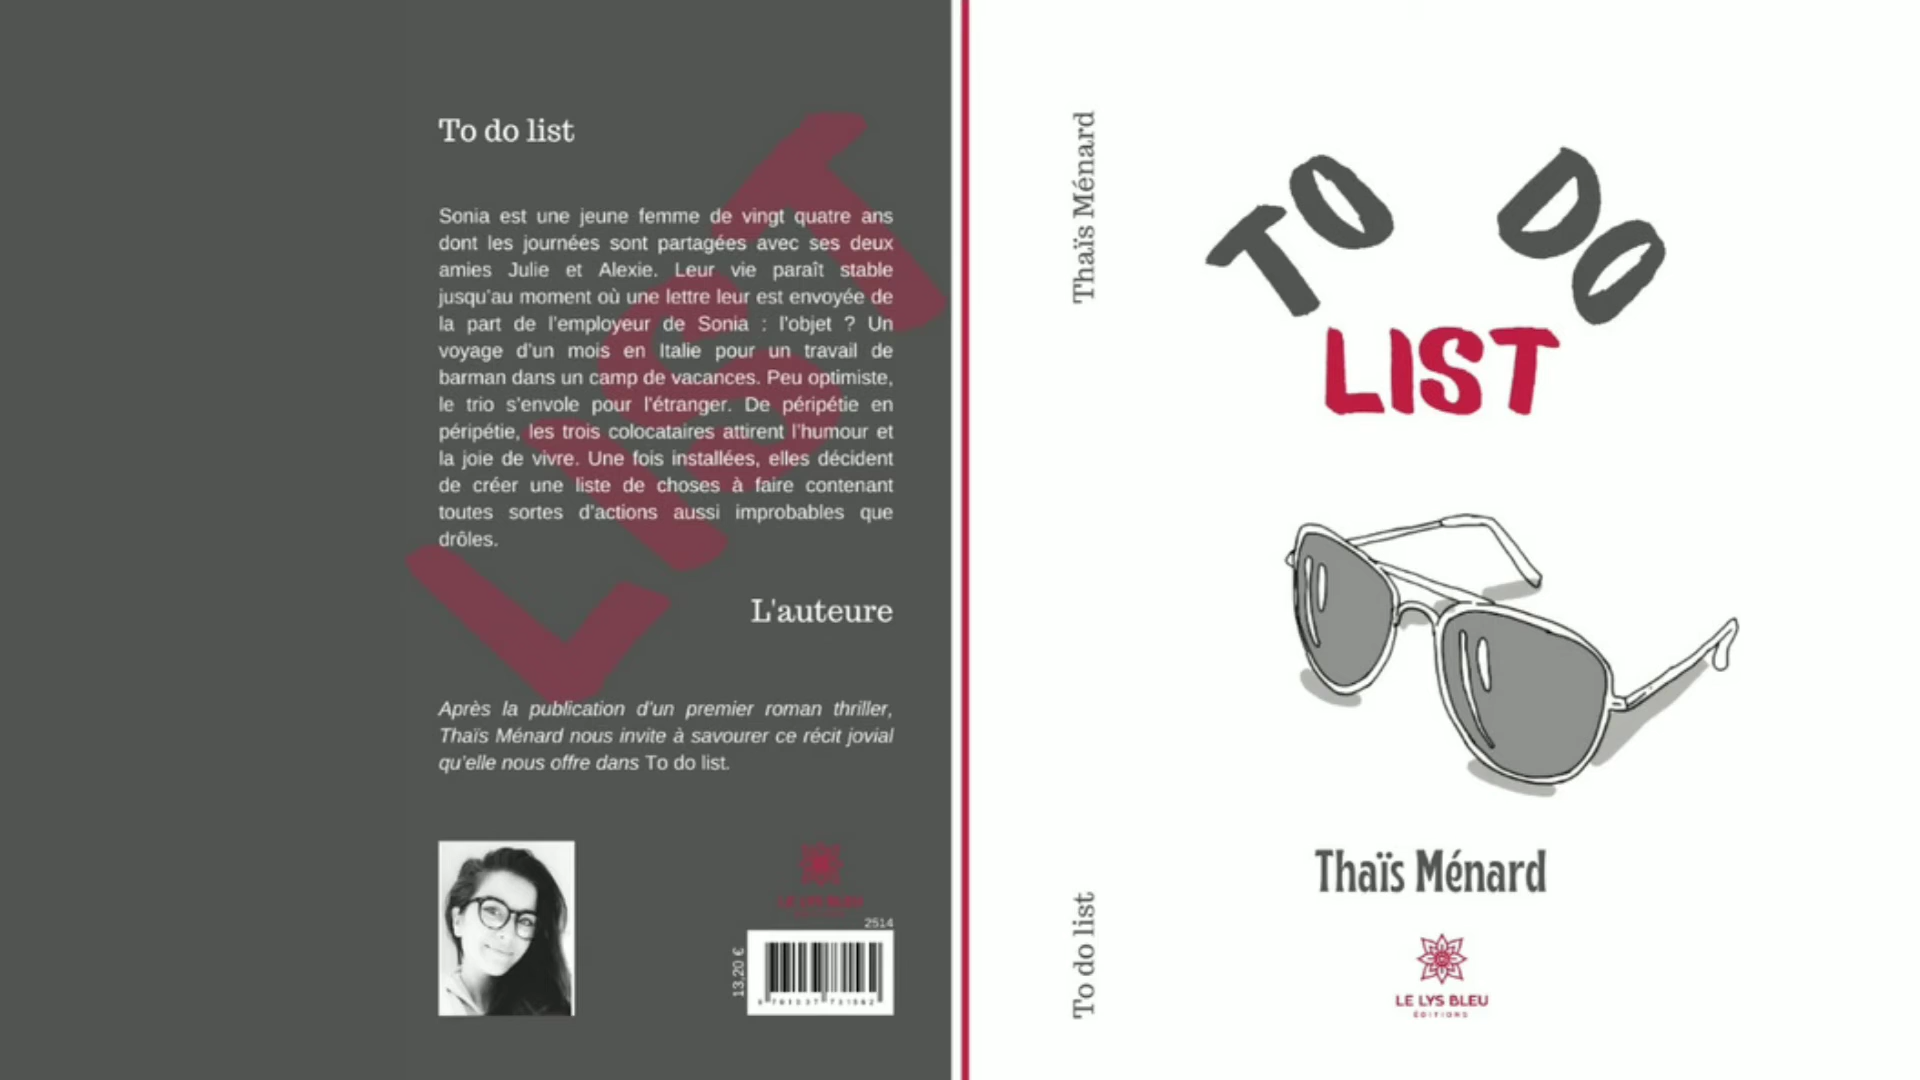 To do list
Sonia est une jeune femme de vingt quatre ans
dont les journées sont partagées avec ses deux
amies Julie et Alexie. Leur vie paraît stable
jusqu'au moment où une lettre leur est envoyée de
la part de l'employeur de Sonia : l'objet ? Un
voyage d'un mois en Italie pour un travail de
barman dans un camp de vacances. Peu optimiste,
le trio s'envole pour l'étranger. De péripétie en
péripétie, les trois colocataires attirent l'humour et
la joie de vivre. Une fois installées, elles décident
de créer une liste de choses à faire contenant
toutes sortes d'actions aussi improbables que
drôles.
LIST
L'auteure
Après la publication d'un premier roman thriller,
Thaïs Ménard nous invite à savourer ce récit jovial
qu'elle nous offre dans To do list.
LE LYS BLEU
2514
13,20 €
Thaïs Ménard
To do list
TO DO
LIST
Thaïs Ménard
LE LYS BLEU
ÉDITIONS